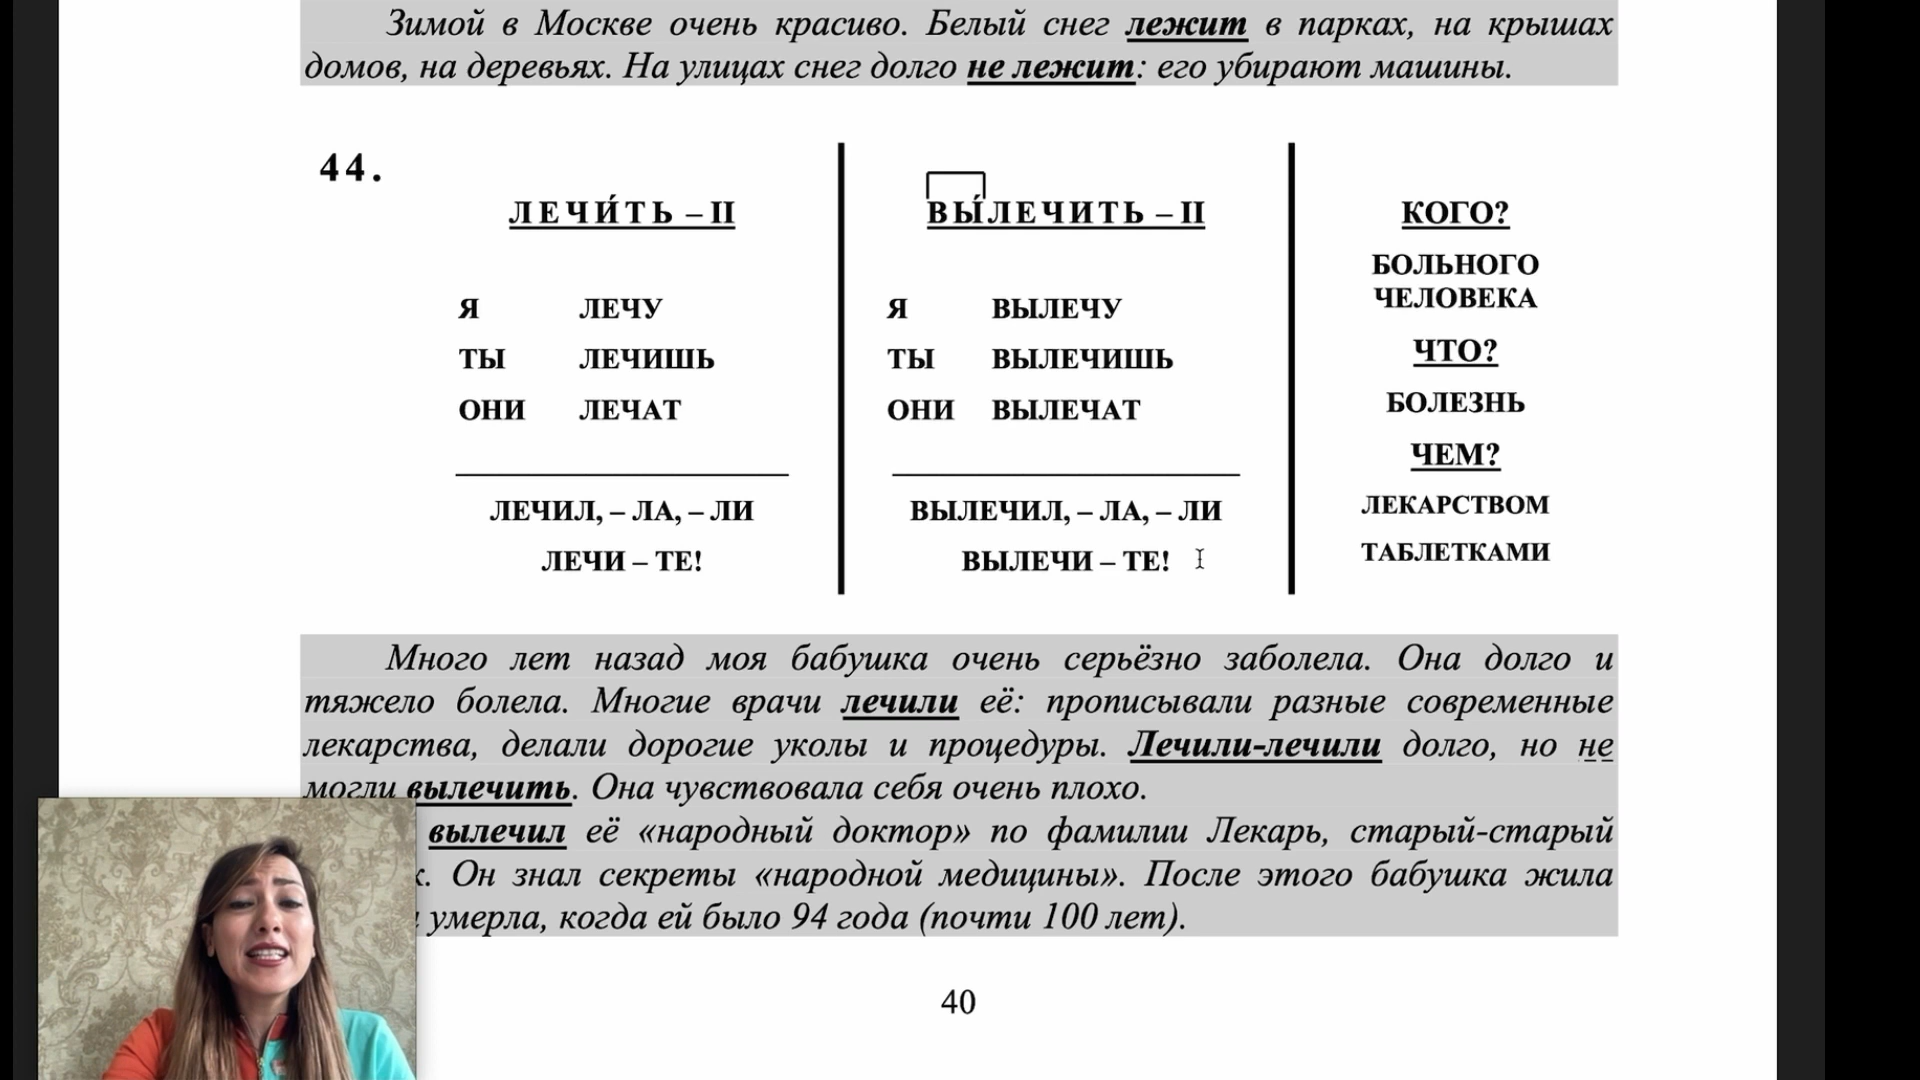 Зимой в Москве очень красиво. Белый снег лежит в парках, на крышах
домов, на деревьях. На улицах снег долго не лежит: его убирают машины.
44.
ЛЕЧИ́ТЬ – II
Я ЛЕЧУ
ТЫ ЛЕЧИШЬ
ОНИ ЛЕЧАТ
ЛЕЧИЛ, – ЛА, – ЛИ
ЛЕЧИ – ТЕ!
ВЫ́ЛЕЧИТЬ – II
Я ВЫЛЕЧУ
ТЫ ВЫЛЕЧИШЬ
ОНИ ВЫЛЕЧАТ
ВЫЛЕЧИЛ, – ЛА, – ЛИ
ВЫЛЕЧИ – ТЕ!
КОГО?
БОЛЬНОГО
ЧЕЛОВЕКА
ЧТО?
БОЛЕЗНЬ
ЧЕМ?
ЛЕКАРСТВОМ
ТАБЛЕТКАМИ
Много лет назад моя бабушка очень серьёзно заболела. Она долго и
тяжело болела. Многие врачи лечили её: прописывали разные современные
лекарства, делали дорогие уколы и процедуры. Лечили-лечили долго, но не
могли вылечить. Она чувствовала себя очень плохо.
вылечил её «народный доктор» по фамилии Лекарь, старый-старый
Он знал секреты «народной медицины». После этого бабушка жила
умерла, когда ей было 94 года (почти 100 лет).
40